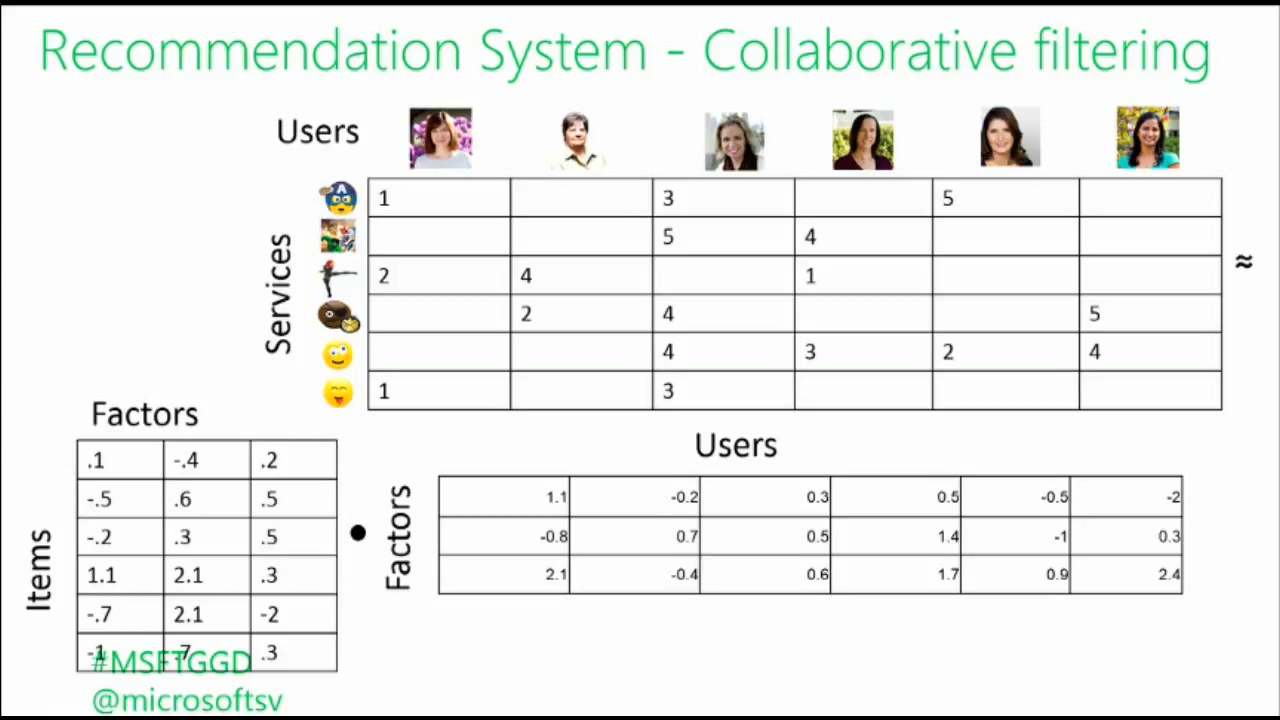 Recommendation System - Collaborative filtering
Users
Services
1 3 5
5 4
2 4 1
2 4 5
4 3 2 4
1 3
≈
Factors
Items
.1 -.4 .2
-.5 .6 .5
-.2 .3 .5
1.1 2.1 .3
-.7 2.1 -2
-1 .7 .3
•
Users
Factors
1.1 -0.2 0.3 0.5 -0.5 -2
-0.8 0.7 0.5 1.4 -1 0.3
2.1 -0.4 0.6 1.7 0.9 2.4
#MSFTGGD
@microsoftsv